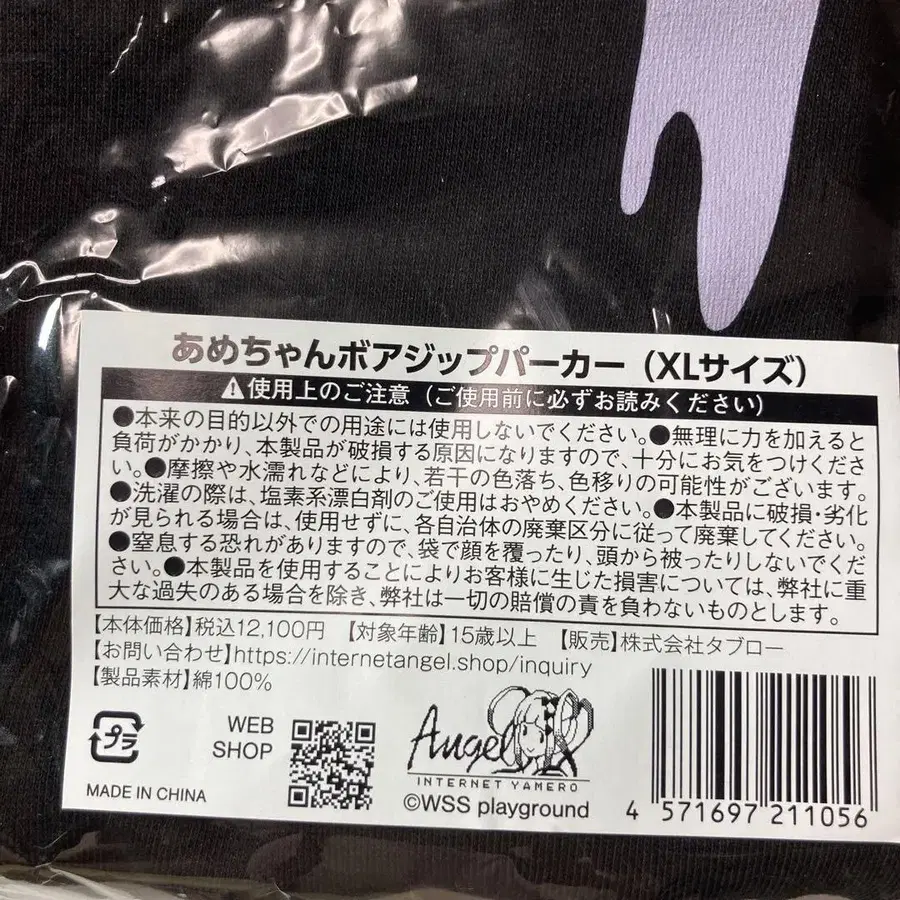 あめちゃんボアジップパーカー（XLサイズ）
⚠使用上のご注意（ご使用前に必ずお読みください）
●本来の目的以外での用途には使用しないでください。●無理に力を加えると
負荷がかかり、本製品が破損する原因になりますので、十分にお気をつけくださ
い。●摩擦や水濡れなどにより、若干の色落ち、色移りの可能性がございます。
●洗濯の際は、塩素系漂白剤のご使用はおやめください。●本製品に破損・劣化
が見られる場合は、使用せずに、各自治体の廃棄区分に従って廃棄してください。
●窒息する恐れがありますので、袋で顔を覆ったり、頭から被ったりしないでくだ
さい。●本製品を使用することによりお客様に生じた損害については、弊社に重
大な過失のある場合を除き、弊社は一切の賠償の責を負わないものとします。
【本体価格】税込12,100円 【対象年齢】15歳以上 【販売】株式会社タブロー
【お問い合わせ】https://internetangel.shop/inquiry
【製品素材】綿100%
プラ
WEB
SHOP
Angel
INTERNET YAMERO
©WSS playground
MADE IN CHINA
4 571697 211056